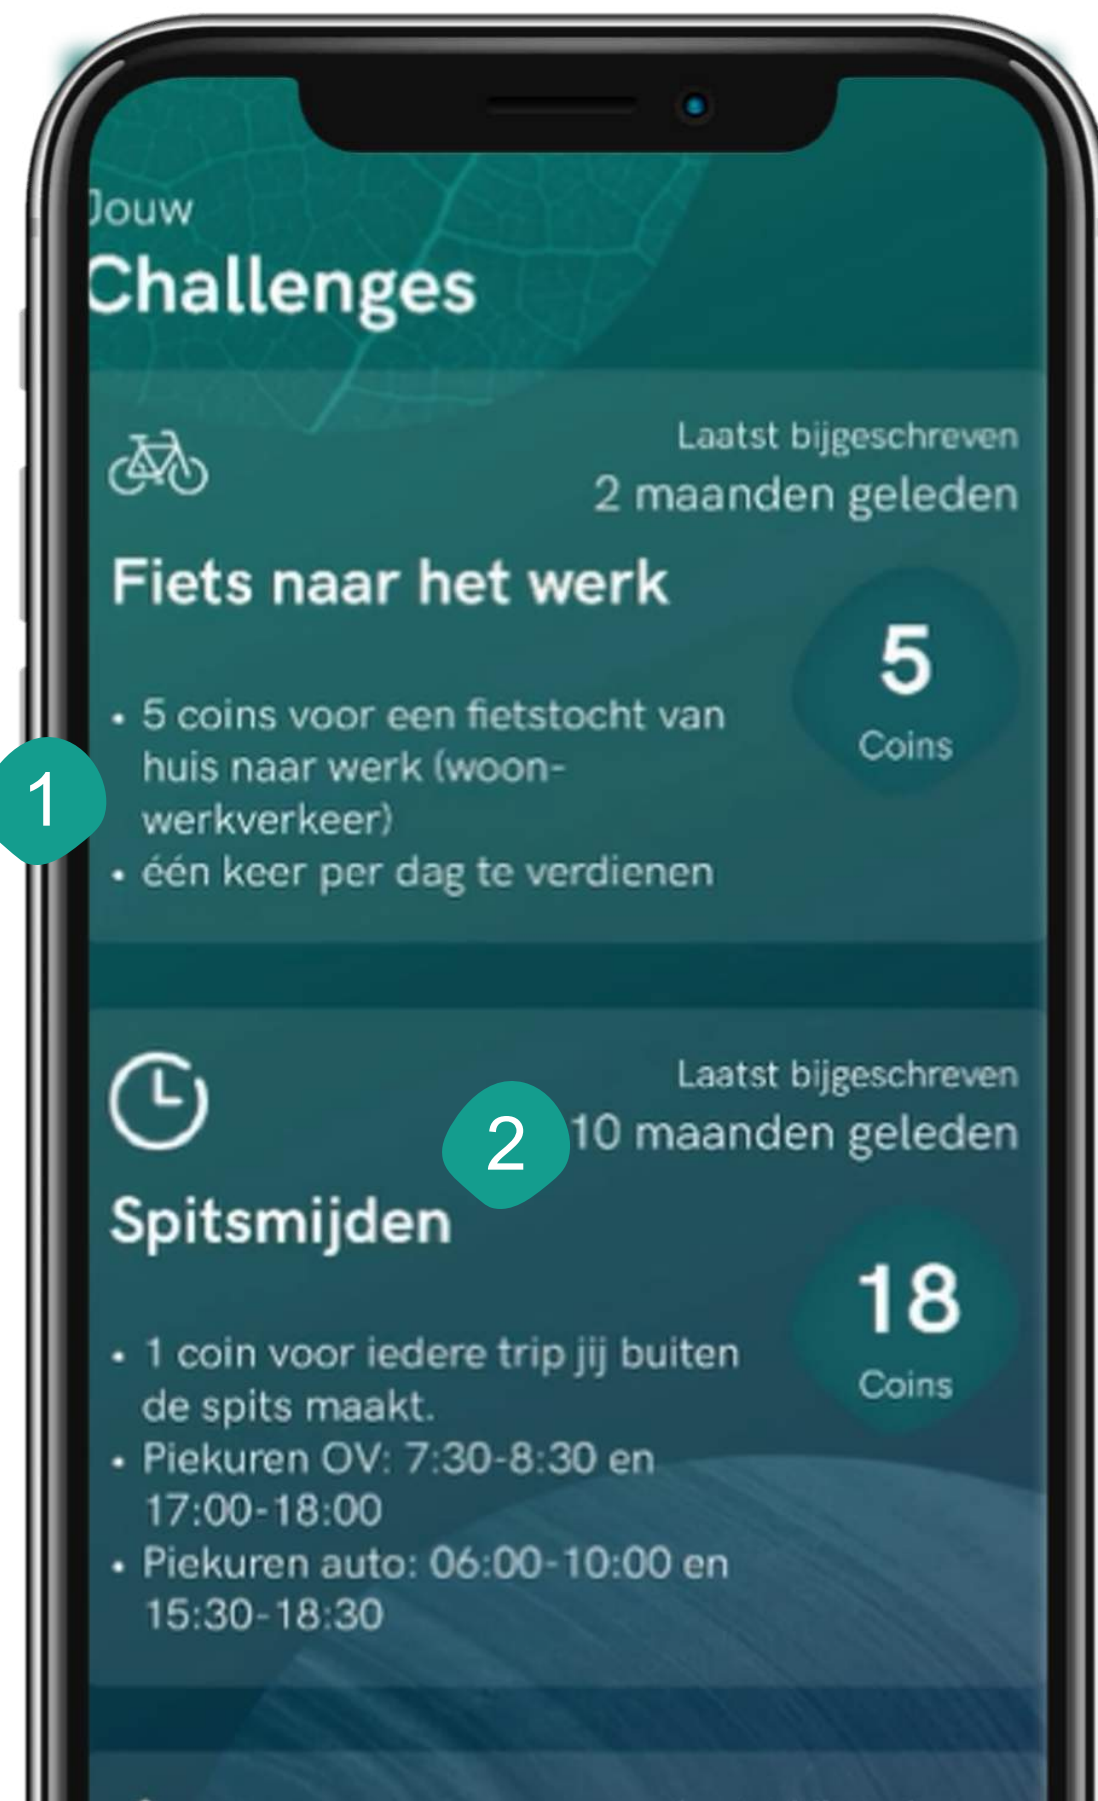 Jouw
Challenges
Laatst bijgeschreven
2 maanden geleden
Fiets naar het werk
5
Coins
• 5 coins voor een fietstocht van
huis naar werk (woon-
werkverkeer)
• één keer per dag te verdienen
1
Laatst bijgeschreven
10 maanden geleden
2
Spitsmijden
18
Coins
• 1 coin voor iedere trip jij buiten
de spits maakt.
• Piekuren OV: 7:30-8:30 en
17:00-18:00
• Piekuren auto: 06:00-10:00 en
15:30-18:30